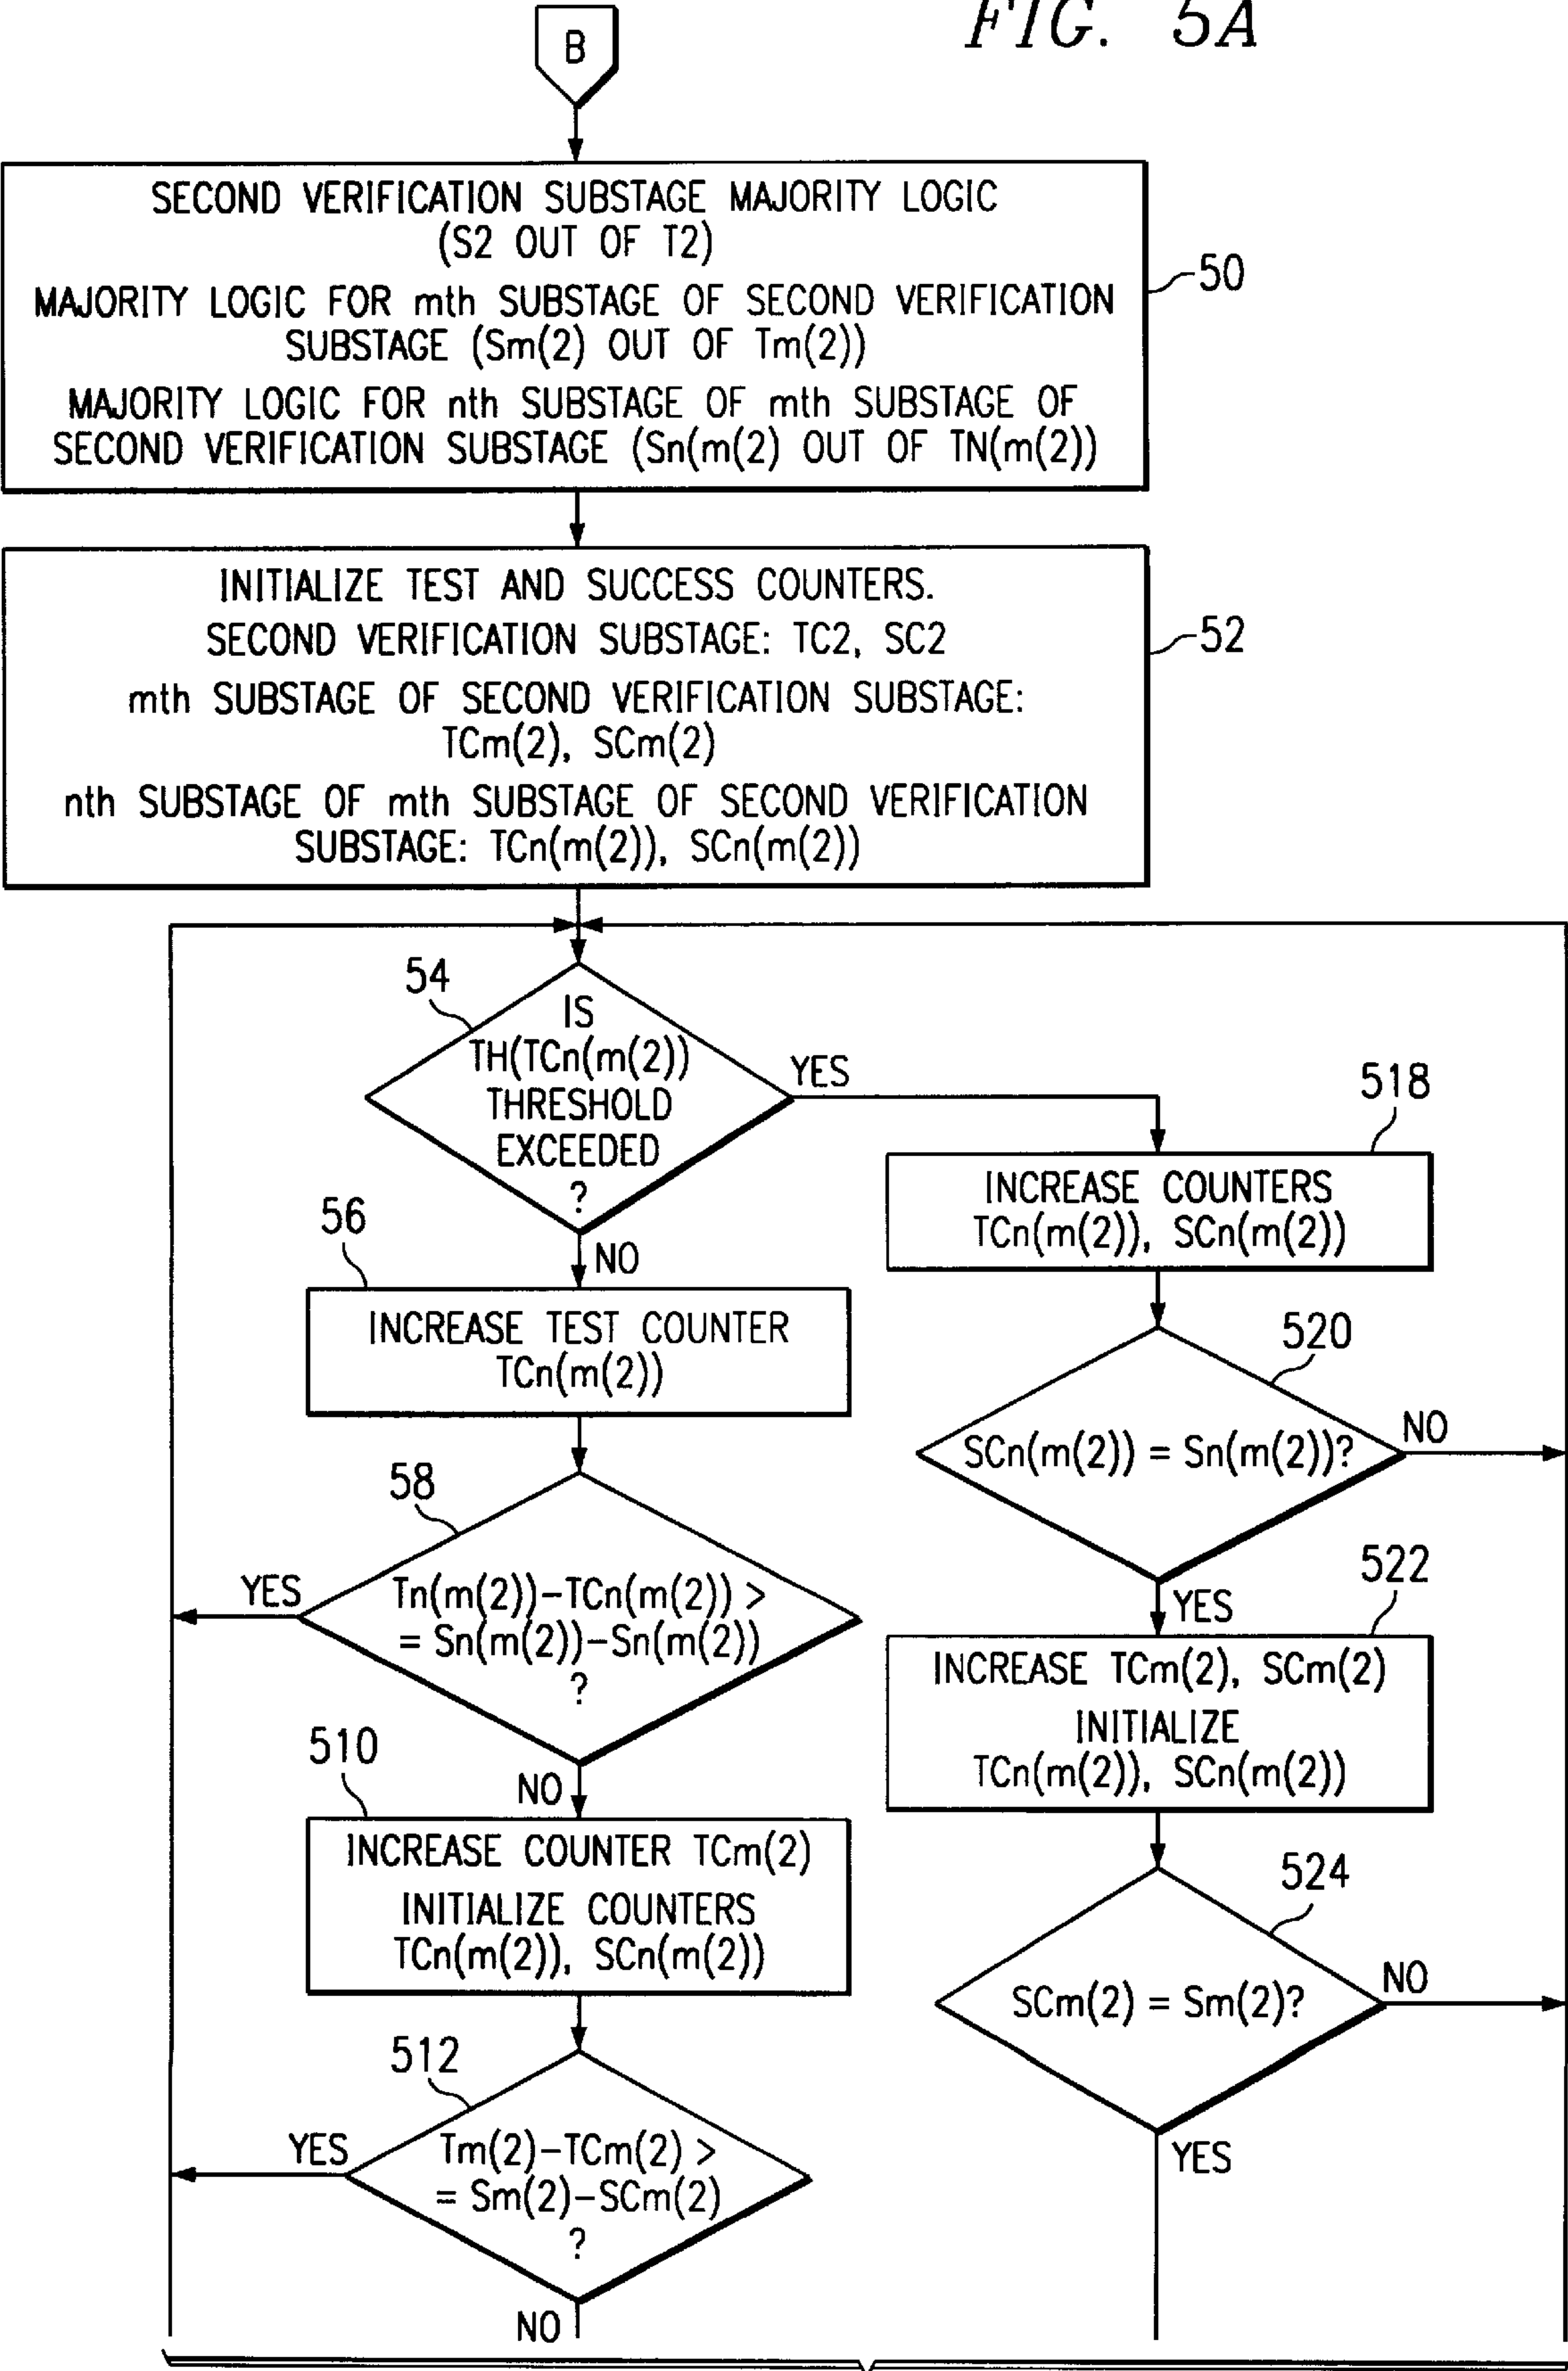 FIG. 5A
B
SECOND VERIFICATION SUBSTAGE MAJORITY LOGIC
(S2 OUT OF T2)
MAJORITY LOGIC FOR mth SUBSTAGE OF SECOND VERIFICATION
SUBSTAGE (Sm(2) OUT OF Tm(2))
MAJORITY LOGIC FOR nth SUBSTAGE OF mth SUBSTAGE OF
SECOND VERIFICATION SUBSTAGE (Sn(m(2) OUT OF TN(m(2))
50
INITIALIZE TEST AND SUCCESS COUNTERS.
SECOND VERIFICATION SUBSTAGE: TC2, SC2
mth SUBSTAGE OF SECOND VERIFICATION SUBSTAGE:
TCm(2), SCm(2)
nth SUBSTAGE OF mth SUBSTAGE OF SECOND VERIFICATION
SUBSTAGE: TCn(m(2)), SCn(m(2))
52
54
IS
TH(TCn(m(2))
THRESHOLD
EXCEEDED
?
YES
NO
518
INCREASE COUNTERS
TCn(m(2)), SCn(m(2))
56
INCREASE TEST COUNTER
TCn(m(2))
520
SCn(m(2)) = Sn(m(2))?
NO
YES
58
Tn(m(2))-TCn(m(2)) >
= Sn(m(2))-Sn(m(2))
?
YES
NO
522
INCREASE TCm(2), SCm(2)
INITIALIZE
TCn(m(2)), SCn(m(2))
510
INCREASE COUNTER TCm(2)
INITIALIZE COUNTERS
TCn(m(2)), SCn(m(2))
524
SCm(2) = Sm(2)?
NO
YES
512
Tm(2)-TCm(2) >
= Sm(2)-SCm(2)
?
YES
NO